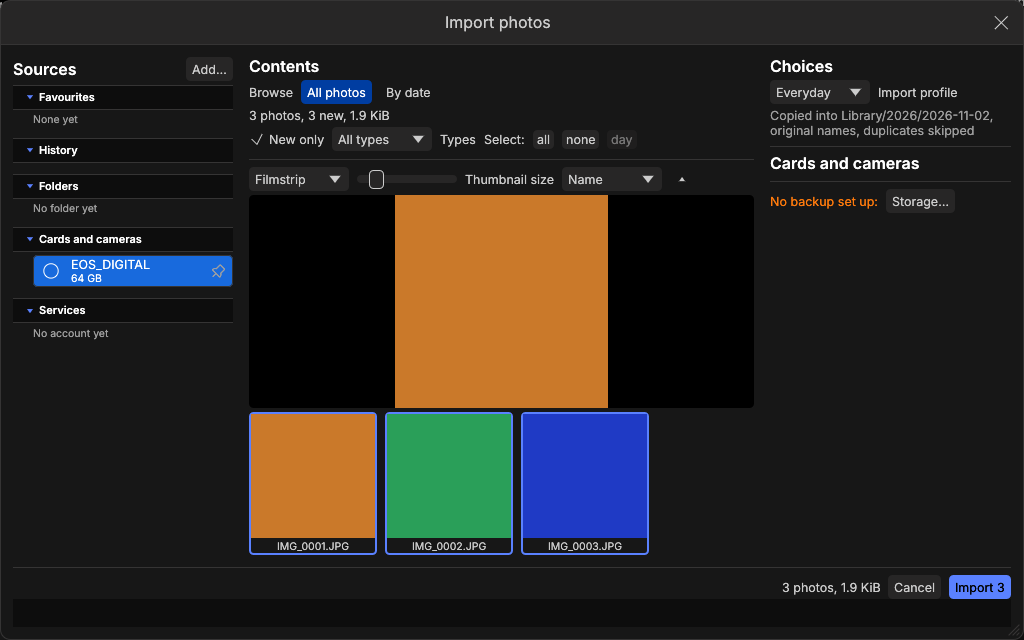 Import photos
Sources
Add...
Favourites
None yet
History
Folders
No folder yet
Cards and cameras
EOS_DIGITAL
64 GB
Services
No account yet
Contents
Browse All photos By date
3 photos, 3 new, 1.9 KiB
New only All types Types Select: all none day
Filmstrip Thumbnail size Name
IMG_0001.JPG IMG_0002.JPG IMG_0003.JPG
Choices
Everyday Import profile
Copied into Library/2026/2026-11-02,
original names, duplicates skipped
Cards and cameras
No backup set up: Storage...
3 photos, 1.9 KiB Cancel Import 3